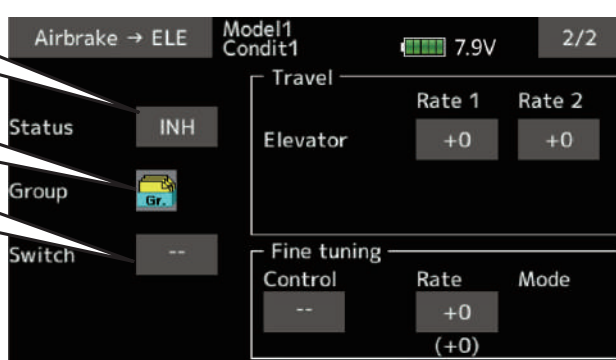 Airbrake → ELE
Model1
Condit1
7.9V
2/2
Status
INH
Group
Gr.
Switch
--
Travel
Rate 1 Rate 2
Elevator +0 +0
Fine tuning
Control Rate Mode
-- +0
(+0)